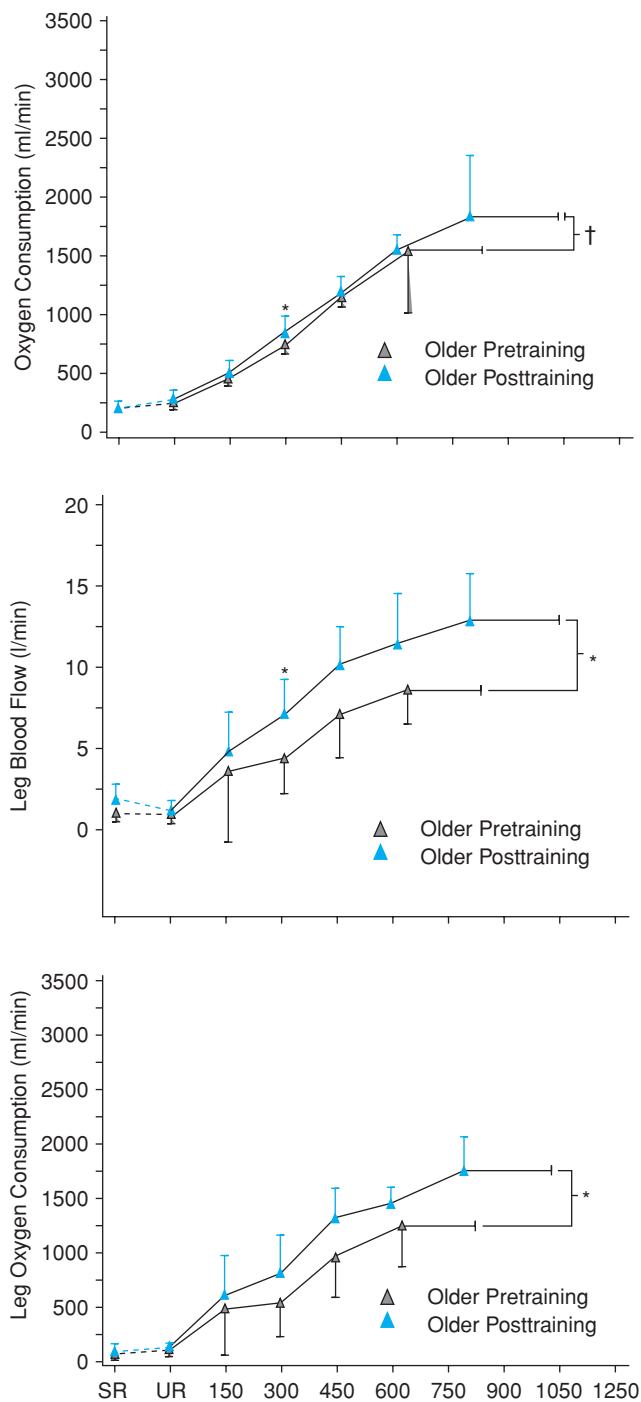 Oxygen Consumption (ml/min)
3500
3000
2500
2000
1500
1000
500
0
*
†
Older Pretraining
Older Posttraining
Leg Blood Flow (l/min)
20
15
10
5
0
*
*
Older Pretraining
Older Posttraining
Leg Oxygen Consumption (ml/min)
3500
3000
2500
2000
1500
1000
500
0
*
Older Pretraining
Older Posttraining
SR UR 150 300 450 600 750 900 1050 1250